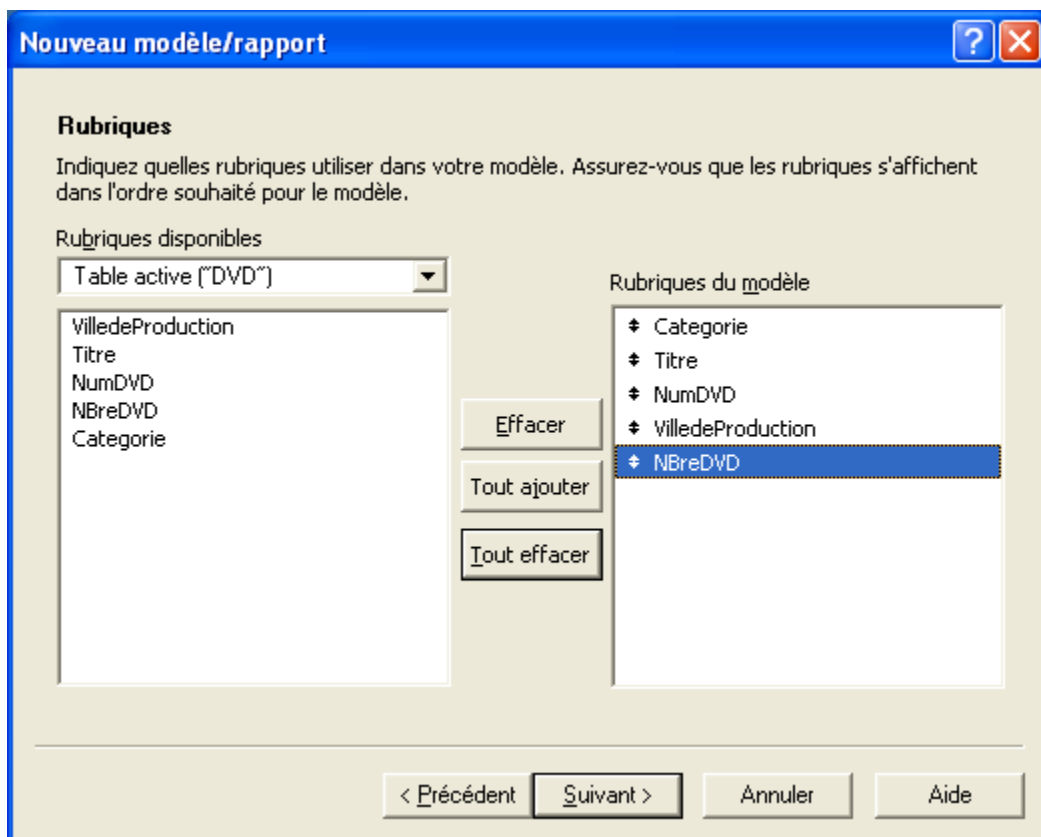 Nouveau modèle/rapport
Rubriques
Indiquez quelles rubriques utiliser dans votre modèle. Assurez-vous que les rubriques s'affichent
dans l'ordre souhaité pour le modèle.
Rubriques disponibles
Table active ("DVD")
VilledeProduction
Titre
NumDVD
NBreDVD
Categorie
Effacer
Tout ajouter
Tout effacer
Rubriques du modèle
Categorie
Titre
NumDVD
VilledeProduction
NBreDVD
< Précédent
Suivant >
Annuler
Aide